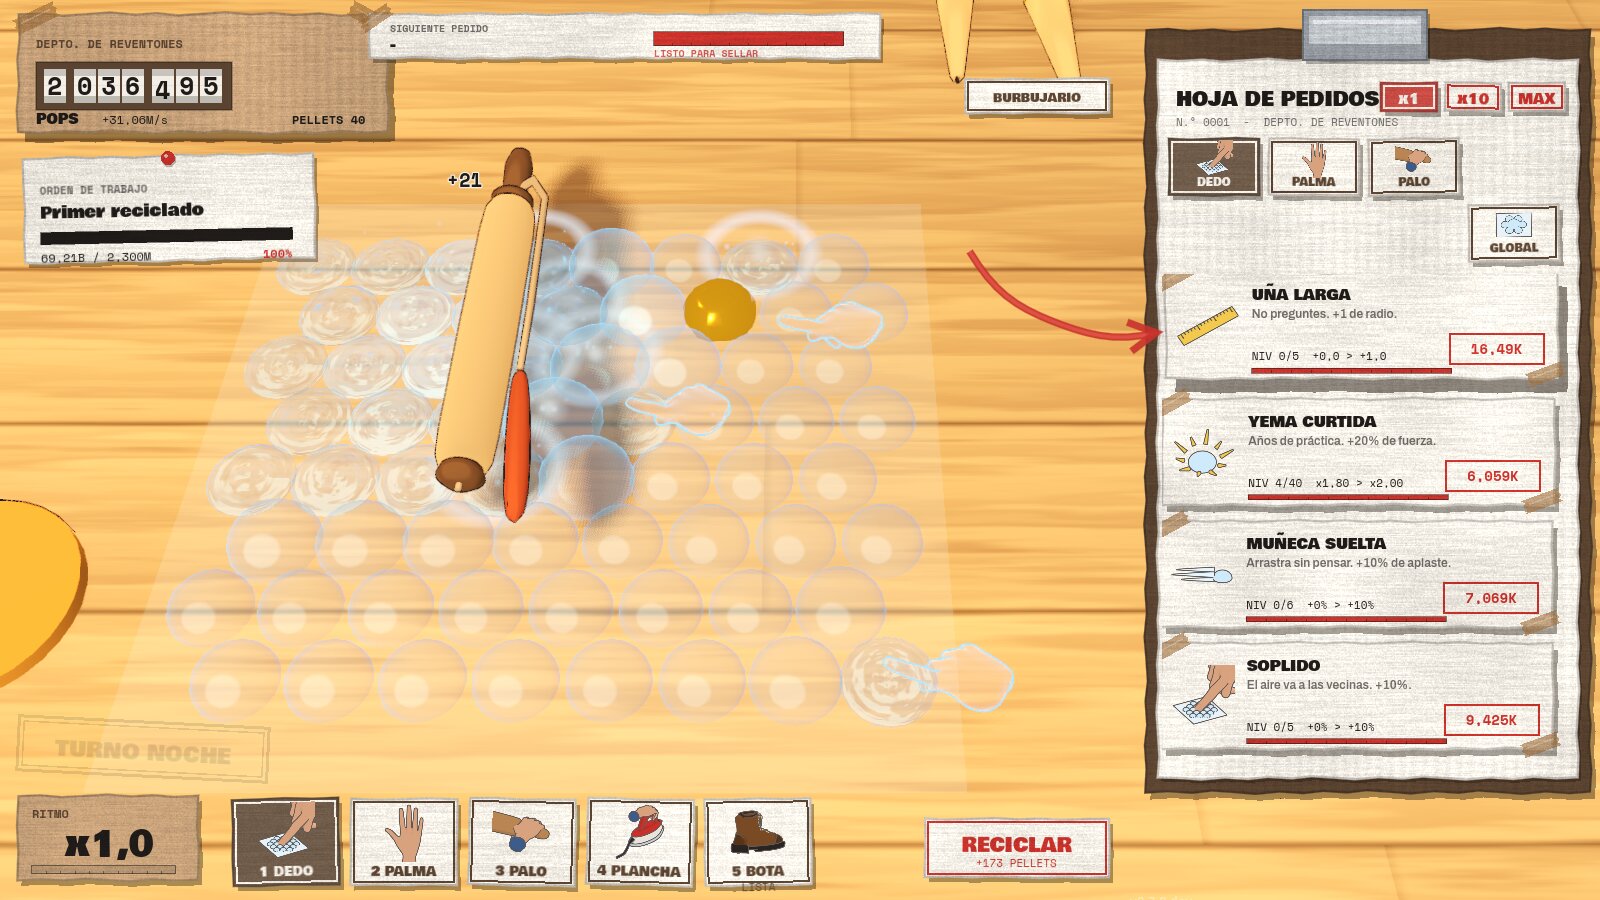 DEPTO. DE REVENTONES
2 036 495
POPS +31,06M/s PELLETS 40
SIGUIENTE PEDIDO
-
LISTO PARA SELLAR
BURBUJARIO
ORDEN DE TRABAJO
Primer reciclado
69,21B / 2,300M 100%
+21
HOJA DE PEDIDOS x1 x10 MAX
N.° 0001 - DEPTO. DE REVENTONES
DEDO PALMA PALO
GLOBAL
UÑA LARGA
No preguntes. +1 de radio.
NIV 0/5 +0,0 > +1,0
16,49K
YEMA CURTIDA
Años de práctica. +20% de fuerza.
NIV 4/40 x1,80 > x2,00
6,059K
MUÑECA SUELTA
Arrastra sin pensar. +10% de aplaste.
NIV 0/6 +0% > +10%
7,069K
SOPLIDO
El aire va a las vecinas. +10%.
NIV 0/5 +0% > +10%
9,425K
TURNO NOCHE
RITMO
x1,0
1 DEDO
2 PALMA
3 PALO
4 PLANCHA
5 BOTA
LISTA
RECICLAR
+173 PELLETS